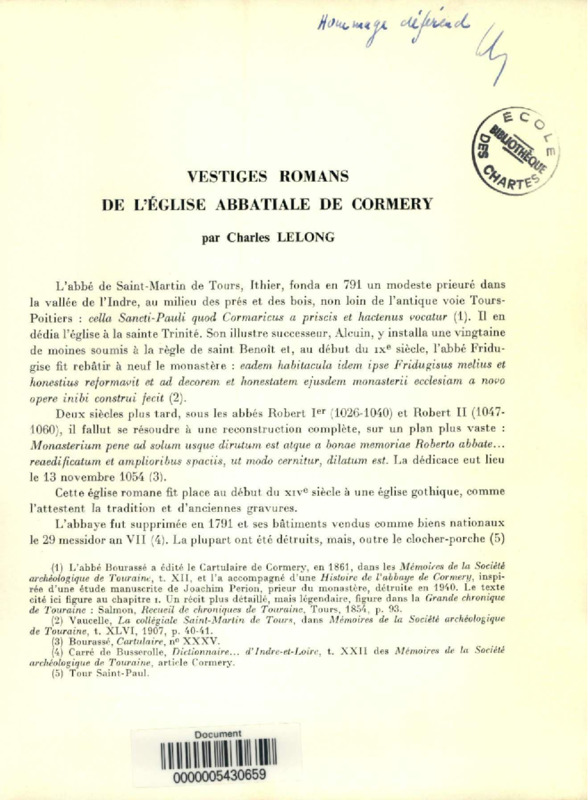 Hommage déférend
ECOLE
BIBLIOTHÈQUE
DES CHARTES
VESTIGES ROMANS
DE L'ÉGLISE ABBATIALE DE CORMERY
par Charles LELONG
L'abbé de Saint-Martin de Tours, Ithier, fonda en 791 un modeste prieuré dans
la vallée de l'Indre, au milieu des prés et des bois, non loin de l'antique voie Tours-
Poitiers : cella Sancti-Pauli quod Cormaricus a priscis et hactenus vocatur (1). Il en
dédia l'église à la sainte Trinité. Son illustre successeur, Alcuin, y installa une vingtaine
de moines soumis à la règle de saint Benoît et, au début du IXe siècle, l'abbé Fridu-
gise fit rebâtir à neuf le monastère : eadem habitacula idem ipse Fridugisus melius et
honestius reformavit et ad decorem et honestatem ejusdem monasterii ecclesiam a novo
opere inibi construi fecit (2).
Deux siècles plus tard, sous les abbés Robert Ier (1026-1040) et Robert II (1047-
1060), il fallut se résoudre à une reconstruction complète, sur un plan plus vaste :
Monasterium pene ad solum usque dirutum est atque a bonae memoriae Roberto abbate...
reaedificatum et amplioribus spaciis, ut modo cernitur, dilatum est. La dédicace eut lieu
le 13 novembre 1054 (3).
Cette église romane fit place au début du XIVe siècle à une église gothique, comme
l'attestent la tradition et d'anciennes gravures.
L'abbaye fut supprimée en 1791 et ses bâtiments vendus comme biens nationaux
le 29 messidor an VII (4). La plupart ont été détruits, mais, outre le clocher-porche (5)
(1) L'abbé Bourassé a édité le Cartulaire de Cormery, en 1861, dans les Mémoires de la Société
archéologique de Touraine, t. XII, et l'a accompagné d'une Histoire de l'abbaye de Cormery, inspi-
rée d'une étude manuscrite de Joachim Perion, prieur du monastère, détruite en 1940. Le texte
cité ici figure au chapitre I. Un récit plus détaillé, mais légendaire, figure dans la Grande chronique
de Touraine : Salmon, Recueil de chroniques de Touraine, Tours, 1854, p. 93.
(2) Vaucelle, La collégiale Saint-Martin de Tours, dans Mémoires de la Société archéologique
de Touraine, t. XLVI, 1907, p. 40-41.
(3) Bourassé, Cartulaire, no XXXV.
(4) Carré de Busserolle, Dictionnaire... d'Indre-et-Loire, t. XXII des Mémoires de la Société
archéologique de Touraine, article Cormery.
(5) Tour Saint-Paul.
Document
0000005430659